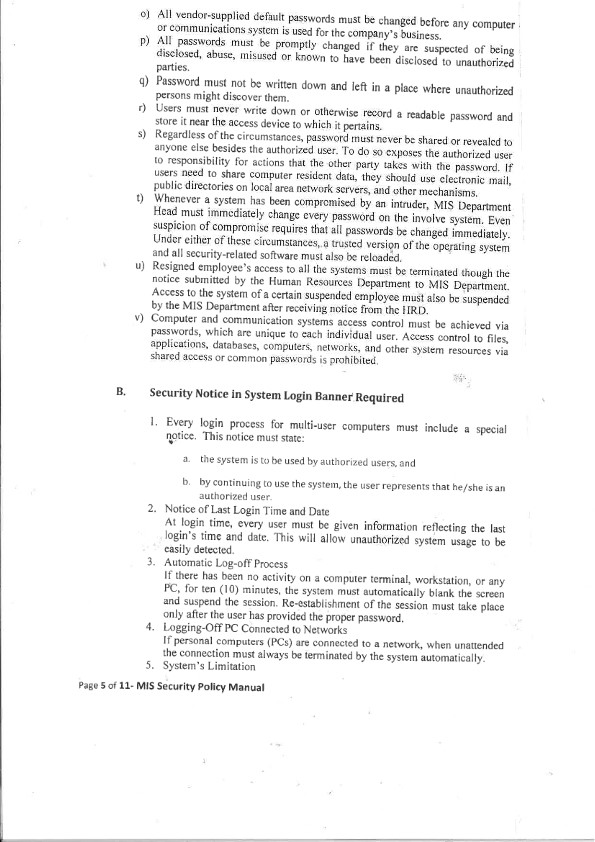 o) All vendor-supplied default passwords must be changed before any computer
or communications system is used for the company's business.
p) All passwords must be promptly changed if they are suspected of being
disclosed, abuse, misused or known to have been disclosed to unauthorized
parties.
q) Password must not be written down and left in a place where unauthorized
persons might discover them.
r) Users must never write down or otherwise record a readable password and
store it near the access device to which it pertains.
s) Regardless of the circumstances, password must never be shared or revealed to
anyone else besides the authorized user. To do so exposes the authorized user
to responsibility for actions that the other party takes with the password. If
users need to share computer resident data, they should use electronic mail,
public directories on local area network servers, and other mechanisms.
t) Whenever a system has been compromised by an intruder, MIS Department
Head must immediately change every password on the involve system. Even
suspicion of compromise requires that all passwords be changed immediately.
Under either of these circumstances, a trusted version of the operating system
and all security-related software must also be reloaded.
u) Resigned employee's access to all the systems must be terminated though the
notice submitted by the Human Resources Department to MIS Department.
Access to the system of a certain suspended employee must also be suspended
by the MIS Department after receiving notice from the HRD.
v) Computer and communication systems access control must be achieved via
passwords, which are unique to each individual user. Access control to files,
applications, databases, computers, networks, and other system resources via
shared access or common passwords is prohibited.
B. Security Notice in System Login Banner Required
1. Every login process for multi-user computers must include a special
notice. This notice must state:
a. the system is to be used by authorized users, and
b. by continuing to use the system, the user represents that he/she is an
authorized user.
2. Notice of Last Login Time and Date
At login time, every user must be given information reflecting the last
login's time and date. This will allow unauthorized system usage to be
easily detected.
3. Automatic Log-off Process
If there has been no activity on a computer terminal, workstation, or any
PC, for ten (10) minutes, the system must automatically blank the screen
and suspend the session. Re-establishment of the session must take place
only after the user has provided the proper password.
4. Logging-Off PC Connected to Networks
If personal computers (PCs) are connected to a network, when unattended
the connection must always be terminated by the system automatically.
5. System's Limitation
Page 5 of 11- MIS Security Policy Manual